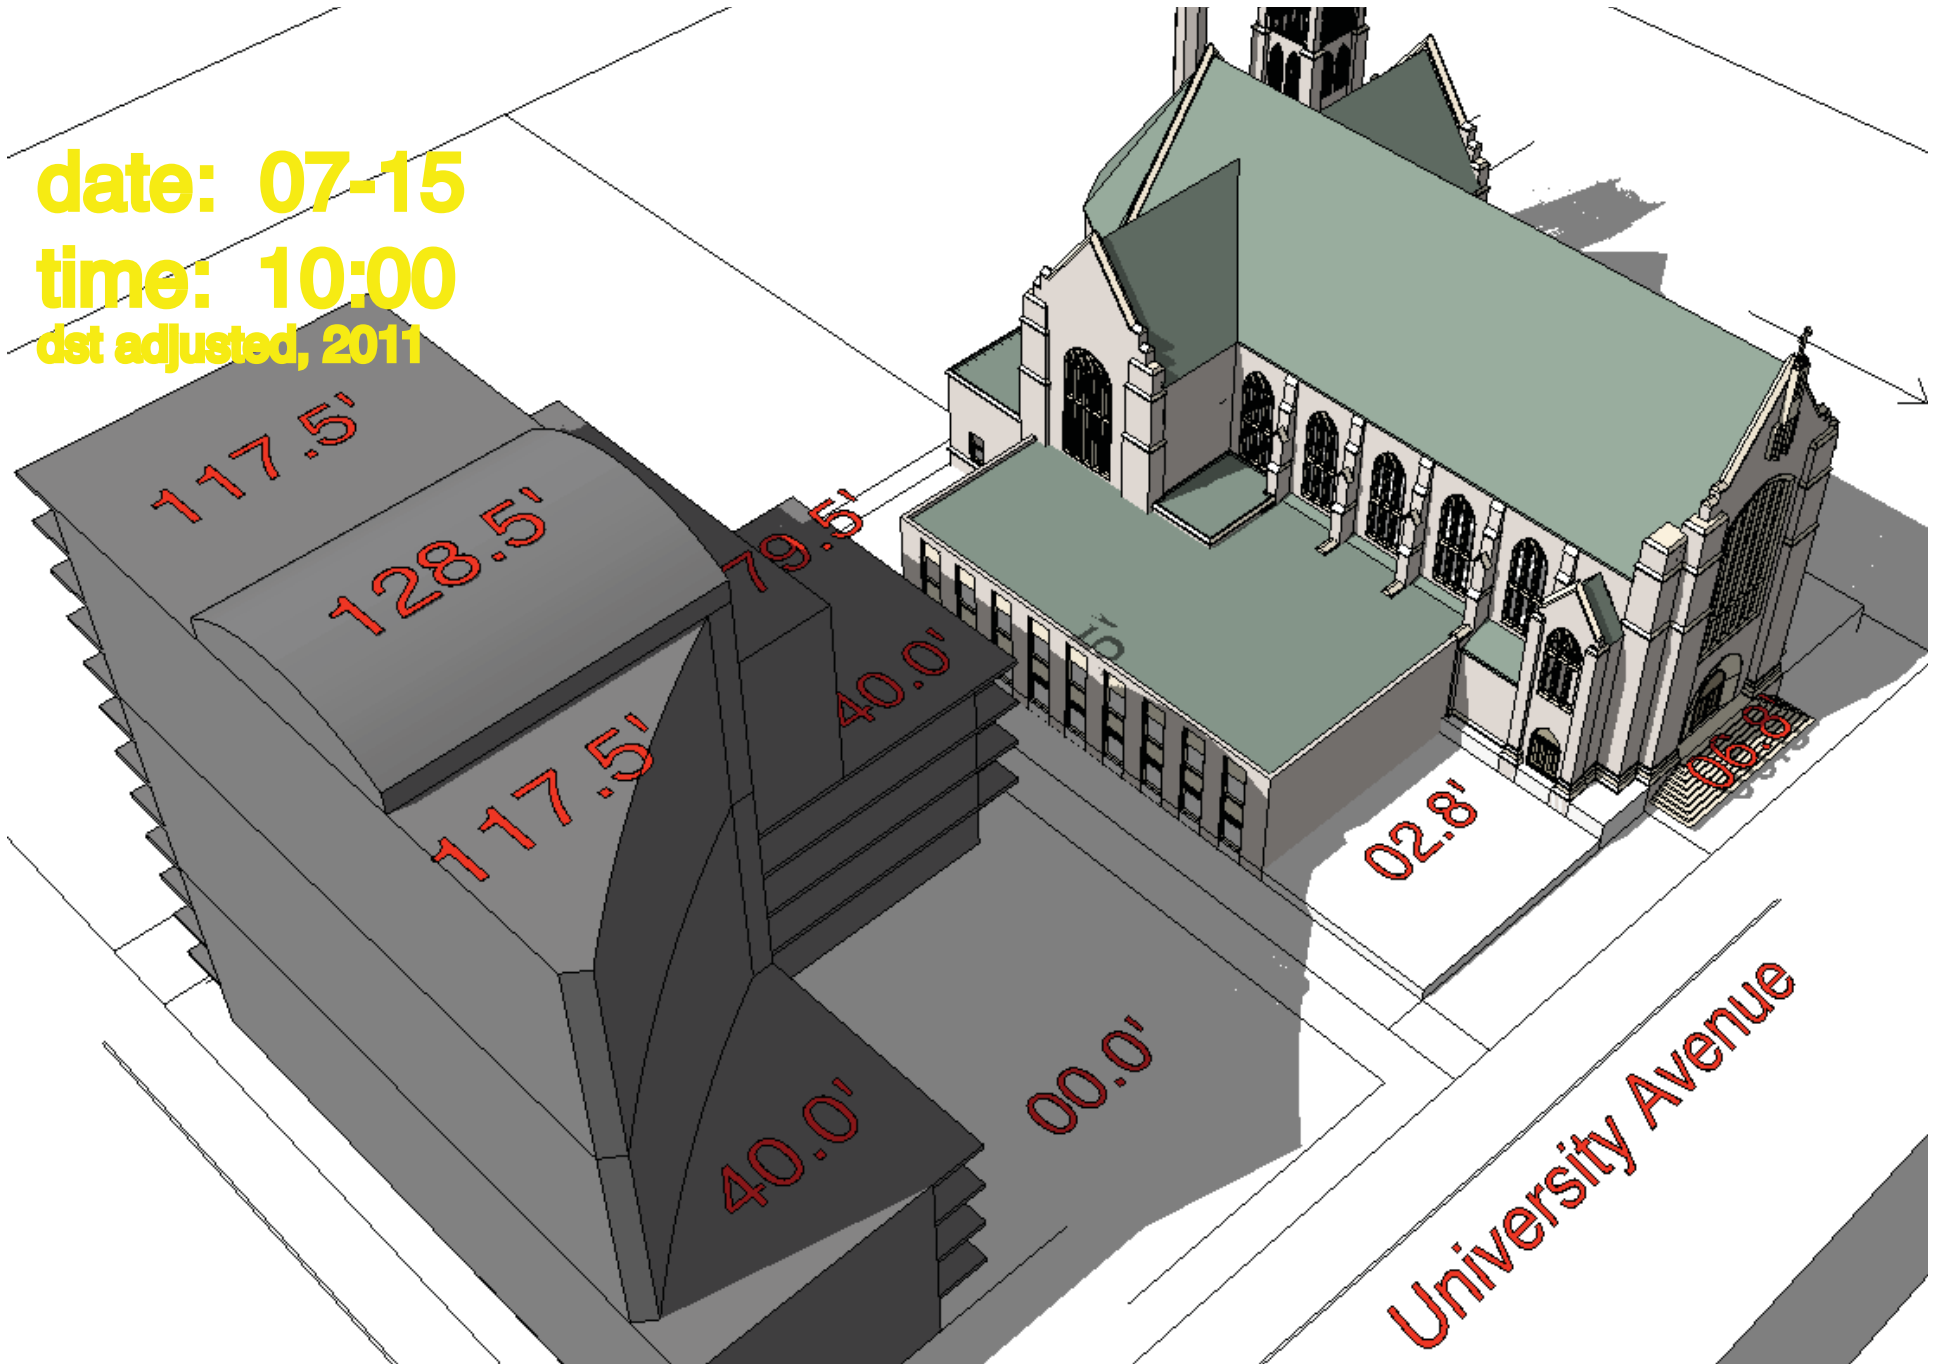 date: 07-15
time: 10:00
dst adjusted, 2011
117.5'
128.5'
79.5'
40.0'
117.5'
06.8'
02.8'
00.0'
40.0'
University Avenue